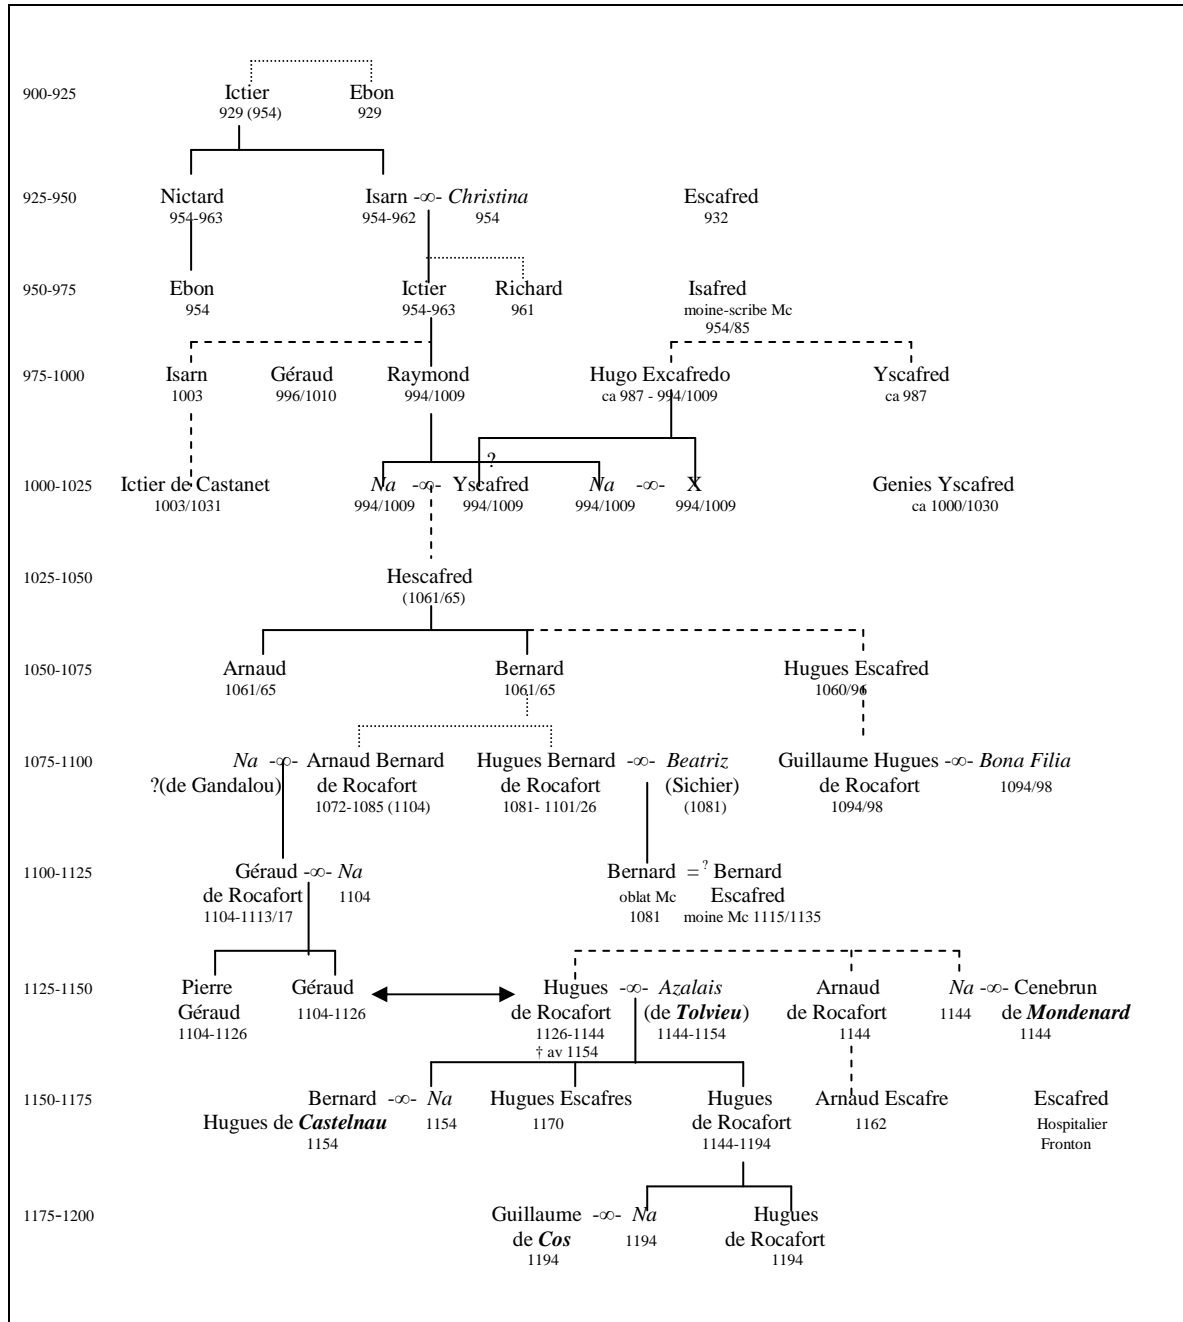 900-925 Ictier Ebon
929 (954) 929
925-950 Nictard Isarn -∞- Christina Escafred
954-963 954-962 954 932
950-975 Ebon Ictier Richard Isafred
954 954-963 961 moine-scribe Mc
954/85
975-1000 Isarn Géraud Raymond Hugo Excafredo Yscafred
1003 996/1010 994/1009 ca 987 - 994/1009 ca 987
?
1000-1025 Ictier de Castanet Na -∞- Yscafred Na -∞- X Genies Yscafred
1003/1031 994/1009 994/1009 994/1009 994/1009 ca 1000/1030
1025-1050 Hescafred
(1061/65)
1050-1075 Arnaud Bernard Hugues Escafred
1061/65 1061/65 1060/96
1075-1100 Na -∞- Arnaud Bernard Hugues Bernard -∞- Beatriz Guillaume Hugues -∞- Bona Filia
?(de Gandalou) de Rocafort de Rocafort (Sichier) de Rocafort 1094/98
1072-1085 (1104) 1081- 1101/26 (1081) 1094/98
1100-1125 Géraud -∞- Na Bernard = ? Bernard
de Rocafort 1104 oblat Mc Escafred
1104-1113/17 1081 moine Mc 1115/1135
1125-1150 Pierre Géraud Hugues -∞- Azalais Arnaud Na -∞- Cenebrun
Géraud 1104-1126 de Rocafort (de Tolvieu) de Rocafort 1144 de Mondenard
1104-1126 1126-1144 1144-1154 1144 1144
† av 1154
1150-1175 Bernard -∞- Na Hugues Escafres Hugues Arnaud Escafre Escafred
Hugues de Castelnau 1154 1170 de Rocafort 1162 Hospitalier
1154 1144-1194 Fronton
1175-1200 Guillaume -∞- Na Hugues
de Cos 1194 de Rocafort
1194 1194